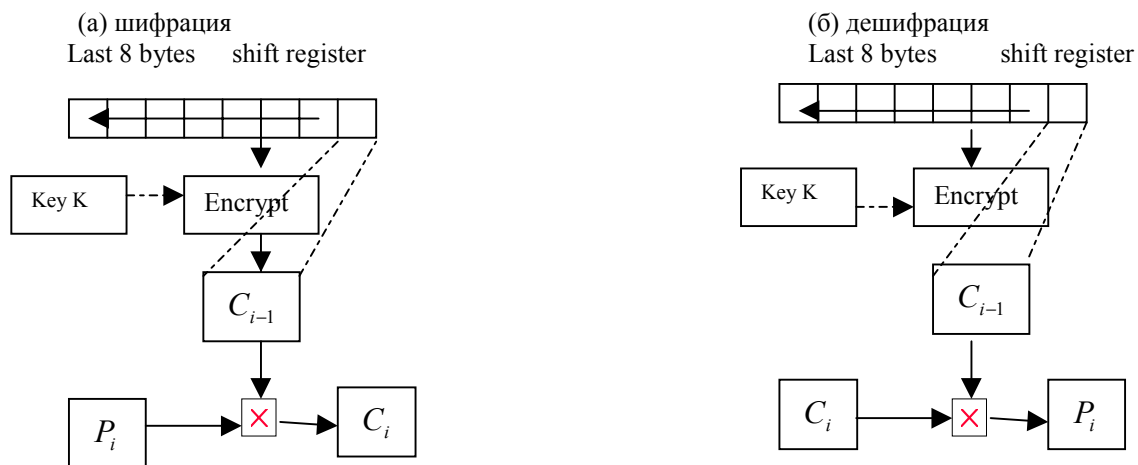 (а) шифрация
Last 8 bytes shift register
Key K
Encrypt
C_{i-1}
P_i
C_i
(б) дешифрация
Last 8 bytes shift register
Key K
Encrypt
C_{i-1}
C_i
P_i